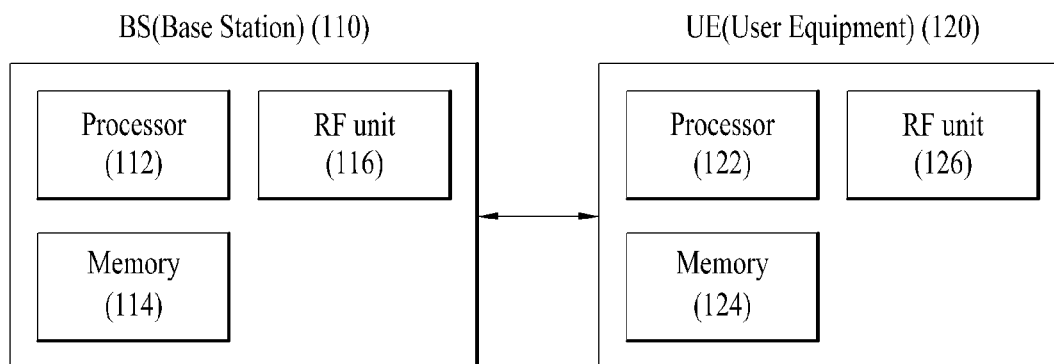 BS(Base Station) (110)
UE(User Equipment) (120)
Processor
(112)
RF unit
(116)
Memory
(114)
Processor
(122)
RF unit
(126)
Memory
(124)